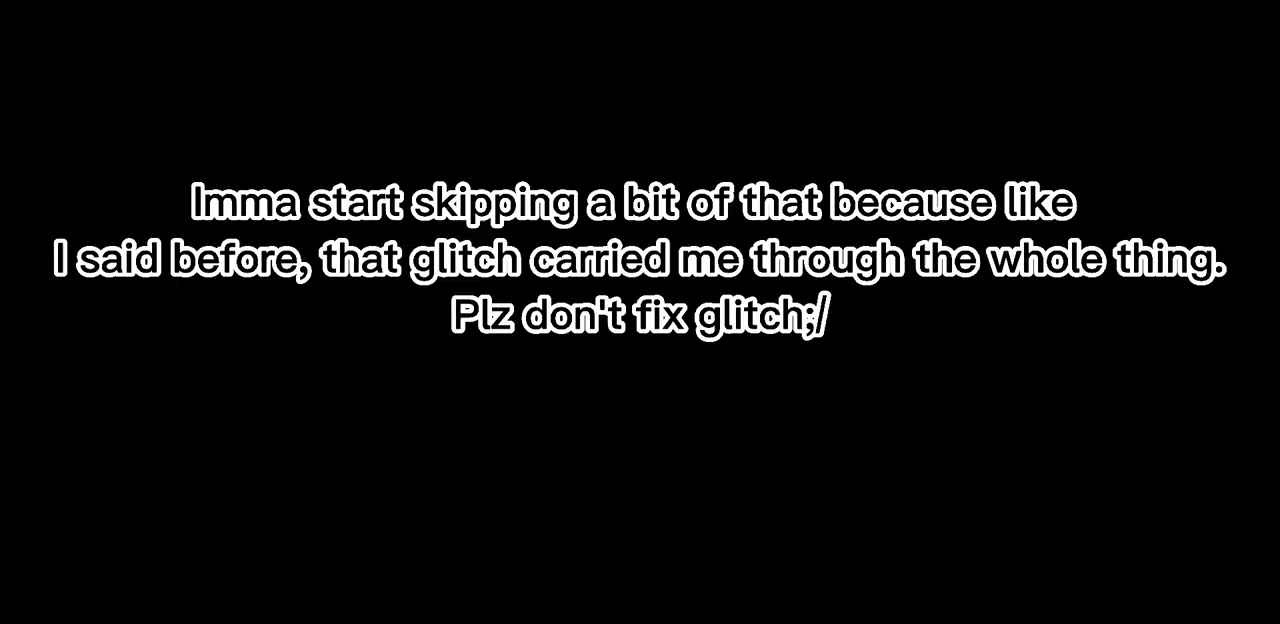 Imma start skipping a bit of that because like
I said before, that glitch carried me through the whole thing.
Plz don't fix glitch;/